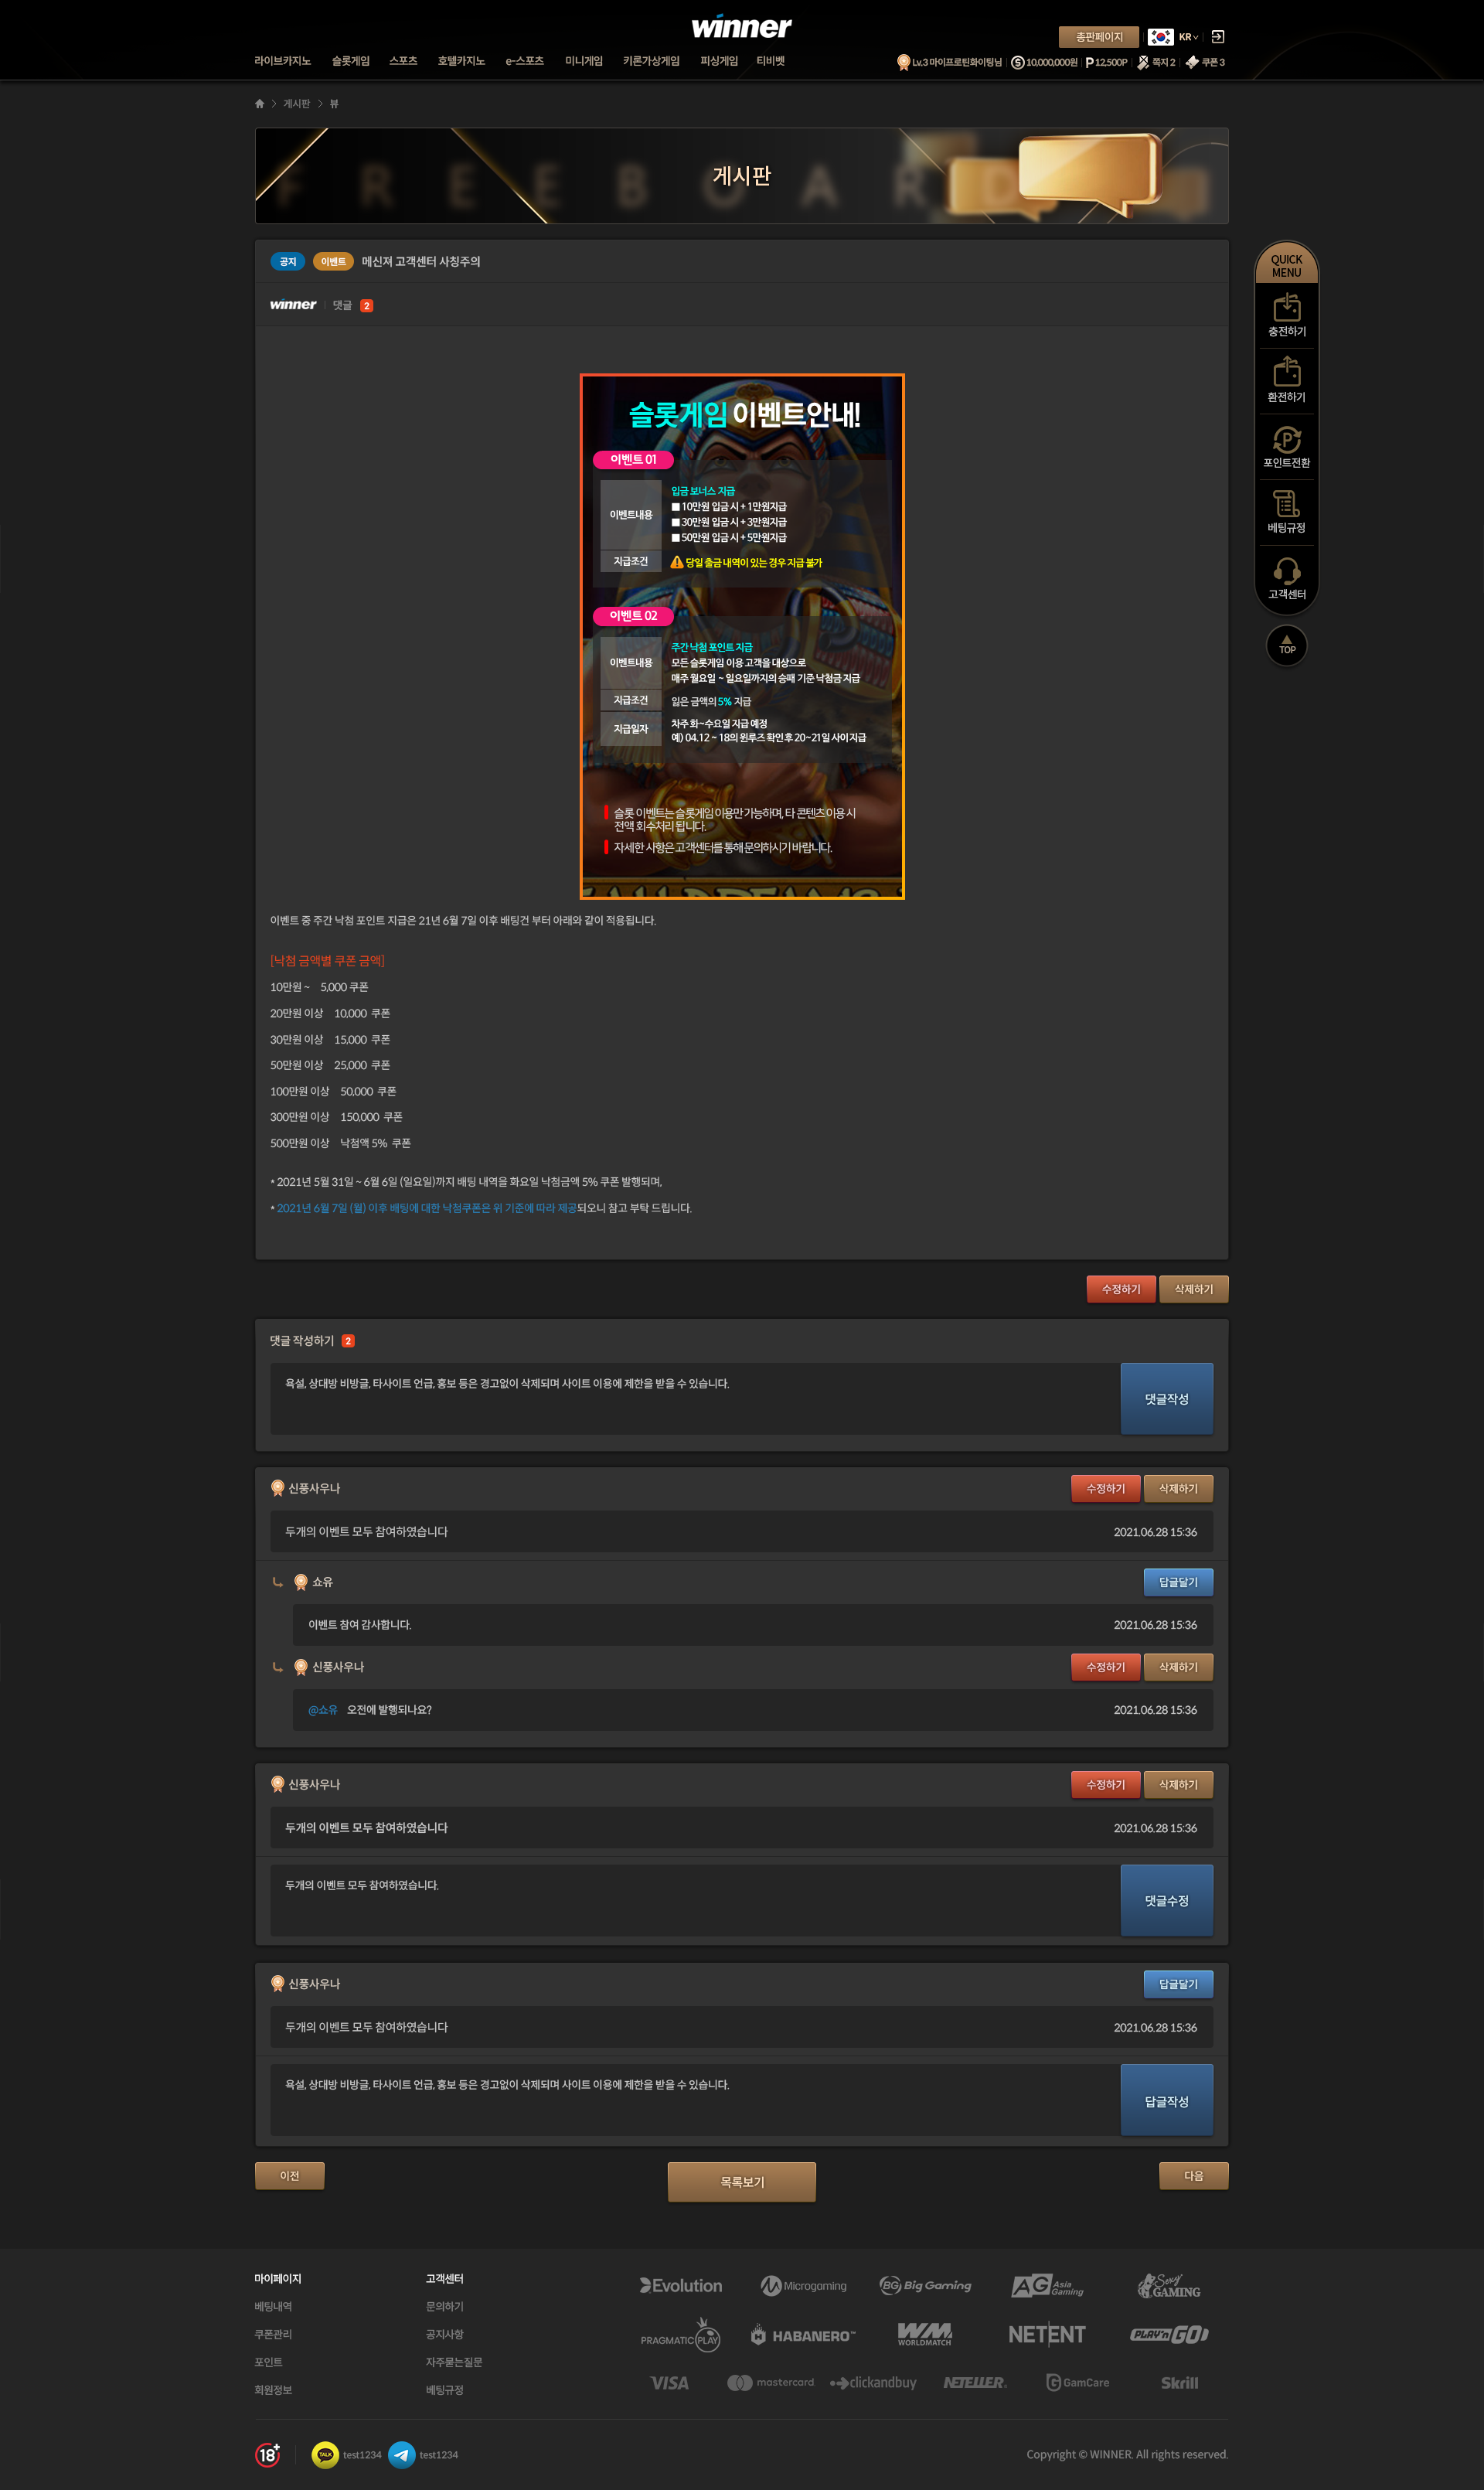 winner
총판페이지
KR
라이브카지노 슬롯게임 스포츠 호텔카지노 e-스포츠 미니게임 키론가상게임 피싱게임 티비벳
Lv.3 마이프로틴화이팅님 10,000,000원 P 12,500P 쪽지 2 쿠폰 3
게시판 뷰
FREEBOARD
게시판
공지 이벤트 메신져 고객센터 사칭주의
winner 댓글 2
QUICK
MENU
충전하기
환전하기
포인트전환
베팅규정
고객센터
TOP
슬롯게임 이벤트안내!
이벤트 01
이벤트내용
입금 보너스 지급
■ 10만원 입금 시 + 1만원지급
■ 30만원 입금 시 + 3만원지급
■ 50만원 입금 시 + 5만원지급
지급조건
당일 출금 내역이 있는 경우 지급 불가
이벤트 02
이벤트내용
주간 낙첨 포인트 지급
모든 슬롯게임 이용 고객을 대상으로
매주 월요일 ~ 일요일까지의 승패 기준 낙첨금 지급
지급조건
잃은 금액의 5% 지급
지급일자
차주 화~수요일 지급 예정
예) 04.12 ~ 18의 윈루즈 확인 후 20~21일 사이 지급
슬롯 이벤트는 슬롯게임 이용만 가능하며, 타 콘텐츠 이용 시
전액 회수처리 됩니다.
자세한 사항은 고객센터를 통해 문의하시기 바랍니다.
이벤트 중 주간 낙첨 포인트 지급은 21년 6월 7일 이후 배팅건 부터 아래와 같이 적용됩니다.
[낙쳠 금액별 쿠폰 금액]
10만원 ~ 5,000 쿠폰
20만원 이상 10,000 쿠폰
30만원 이상 15,000 쿠폰
50만원 이상 25,000 쿠폰
100만원 이상 50,000 쿠폰
300만원 이상 150,000 쿠폰
500만원 이상 낙첨액 5% 쿠폰
* 2021년 5월 31일 ~ 6월 6일 (일요일)까지 배팅 내역을 화요일 낙첨금액 5% 쿠폰 발행되며,
* 2021년 6월 7일 (월) 이후 배팅에 대한 낙첨쿠폰은 위 기준에 따라 제공되오니 참고 부탁 드립니다.
수정하기 삭제하기
댓글 작성하기 2
욕설, 상대방 비방글, 타사이트 언급, 홍보 등은 경고없이 삭제되며 사이트 이용에 제한을 받을 수 있습니다.
댓글작성
신풍사우나 수정하기 삭제하기
두개의 이벤트 모두 참여하였습니다 2021.06.28 15:36
쇼유 답글달기
이벤트 참여 감사합니다. 2021.06.28 15:36
신풍사우나 수정하기 삭제하기
@쇼유 오전에 발행되나요? 2021.06.28 15:36
신풍사우나 수정하기 삭제하기
두개의 이벤트 모두 참여하였습니다 2021.06.28 15:36
두개의 이벤트 모두 참여하였습니다.
댓글수정
신풍사우나 답글달기
두개의 이벤트 모두 참여하였습니다 2021.06.28 15:36
욕설, 상대방 비방글, 타사이트 언급, 홍보 등은 경고없이 삭제되며 사이트 이용에 제한을 받을 수 있습니다.
답글작성
이전 목록보기 다음
마이페이지
베팅내역
쿠폰관리
포인트
회원정보
고객센터
문의하기
공지사항
자주묻는질문
베팅규정
Evolution Microgoming BG Big Gaming AG Asia Gaming Sexy GAMING
PRAGMATIC PLAY HABANERO WM WORLDMATCH NETENT PLAY'n GO
VISA mastercard clickandbuy NETELLER GamCare Skrill
18+ TALK test1234 test1234
Copyright © WINNER. All rights reserved.